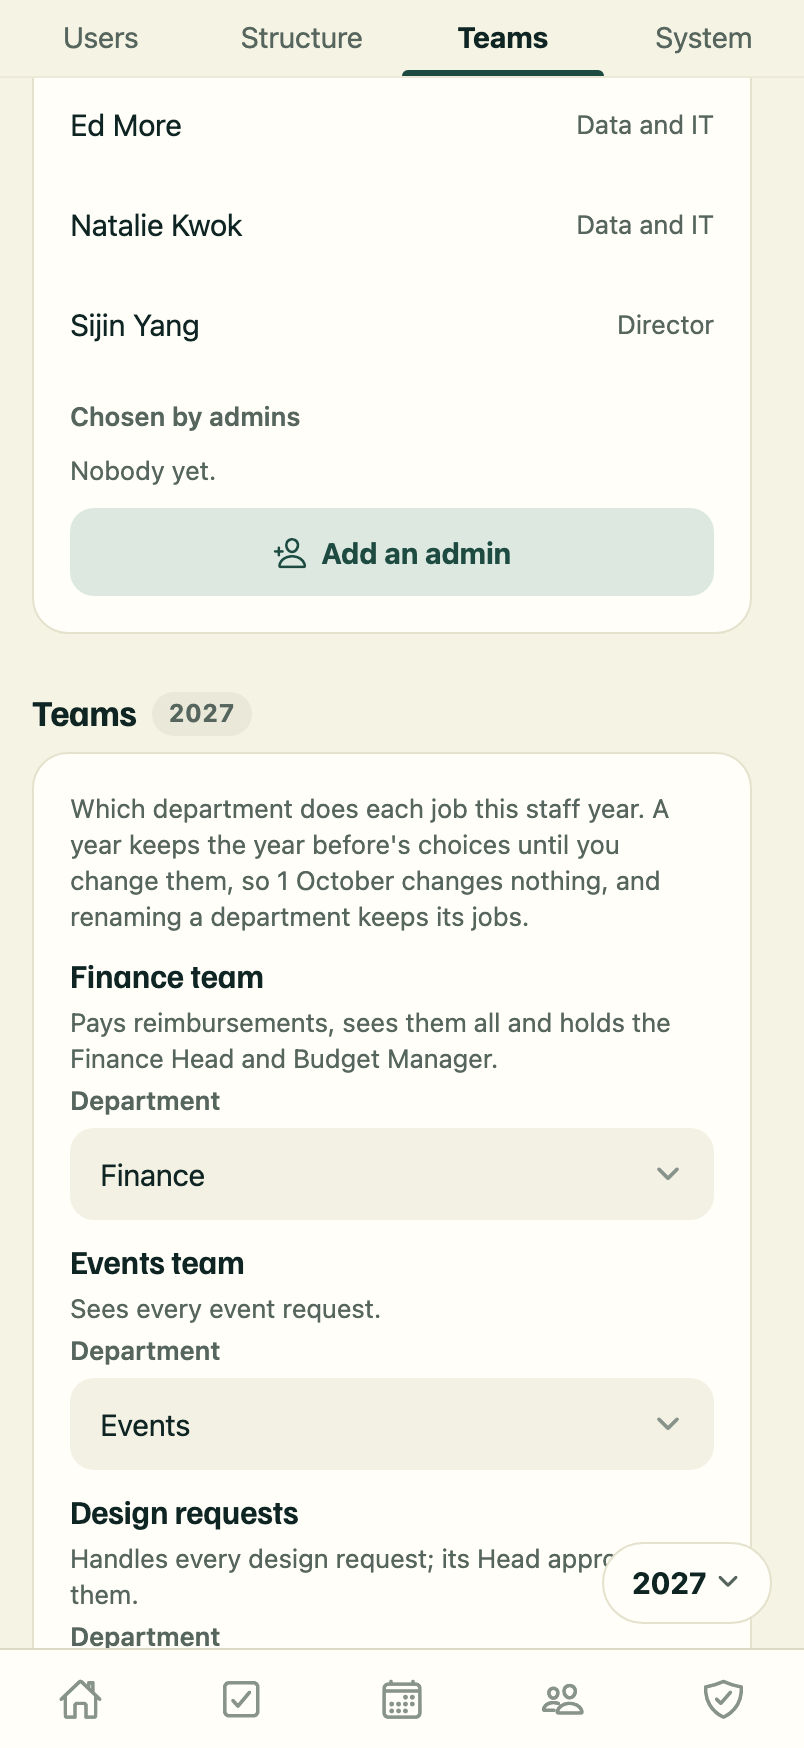 Users
Structure
Teams
System
Ed More
Data and IT
Natalie Kwok
Data and IT
Sijin Yang
Director
Chosen by admins
Nobody yet.
Add an admin
Teams
2027
Which department does each job this staff year. A
year keeps the year before's choices until you
change them, so 1 October changes nothing, and
renaming a department keeps its jobs.
Finance team
Pays reimbursements, sees them all and holds the
Finance Head and Budget Manager.
Department
Finance
Events team
Sees every event request.
Department
Events
Design requests
Handles every design request; its Head
them.
2027
Department